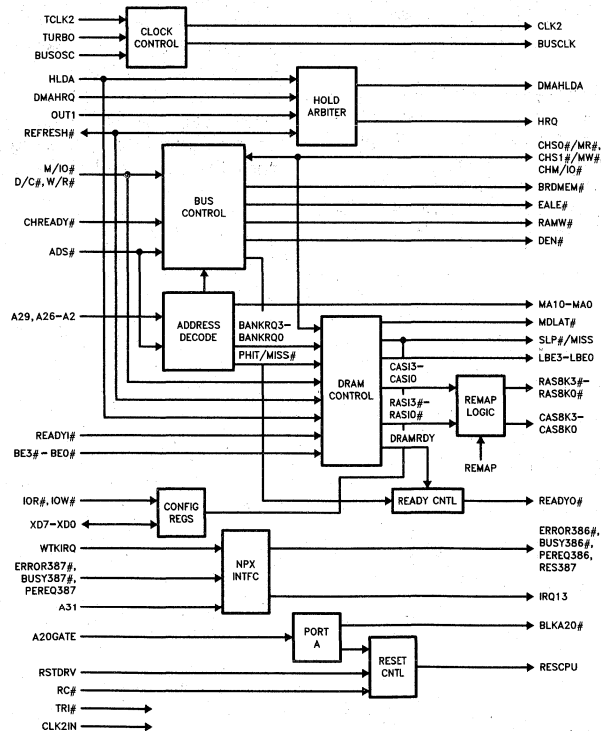 TCLK2
TURBO
BUSOSC
CLOCK
CONTROL
CLK2
BUSCLK
HLDA
DMAHRQ
OUT1
REFRESH#
HOLD
ARBITER
DMAHLDA
HRQ
M/IO#
D/C#, W/R#
CHREADY#
ADS#
BUS
CONTROL
CHS0#/MR#,
CHS1#/MW#
CHM/IO#
BRDMEM#
EALE#
RAMW#
DEN#
A29, A26-A2
ADDRESS
DECODE
BANKRQ3-
BANKRQ0
PHIT/MISS#
DRAM
CONTROL
MA10-MA0
MDLAT#
SLP#/MISS
LBE3-LBE0
CASI3-
CASI0
RASI3#-
RASI0#
DRAMRDY
REMAP
LOGIC
REMAP
RAS8K3#-
RAS8K0#
CAS8K3-
CAS8K0
READYI#
BE3#-BE0#
READY CNTL
READYO#
IOR#, IOW#
XD7-XD0
CONFIG
REGS
WTKIRQ
ERROR387#,
BUSY387#,
PEREQ387
A31
NPX
INTFC
ERROR386#,
BUSY386#,
PEREQ386,
RES387
IRQ13
A20GATE
PORT
A
BLKA20#
RSTDRV
RC#
RESET
CNTL
RESCPU
TRI#
CLK2IN